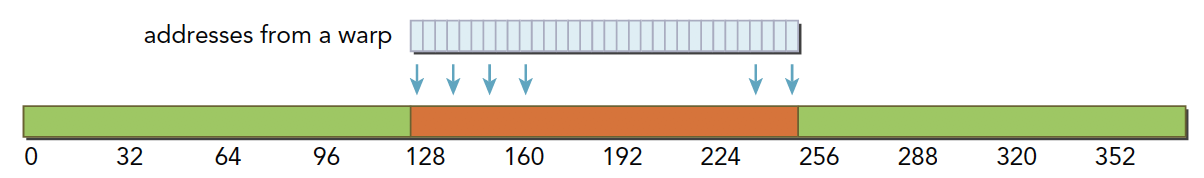 addresses from a warp
0 32 64 96 128 160 192 224 256 288 320 352